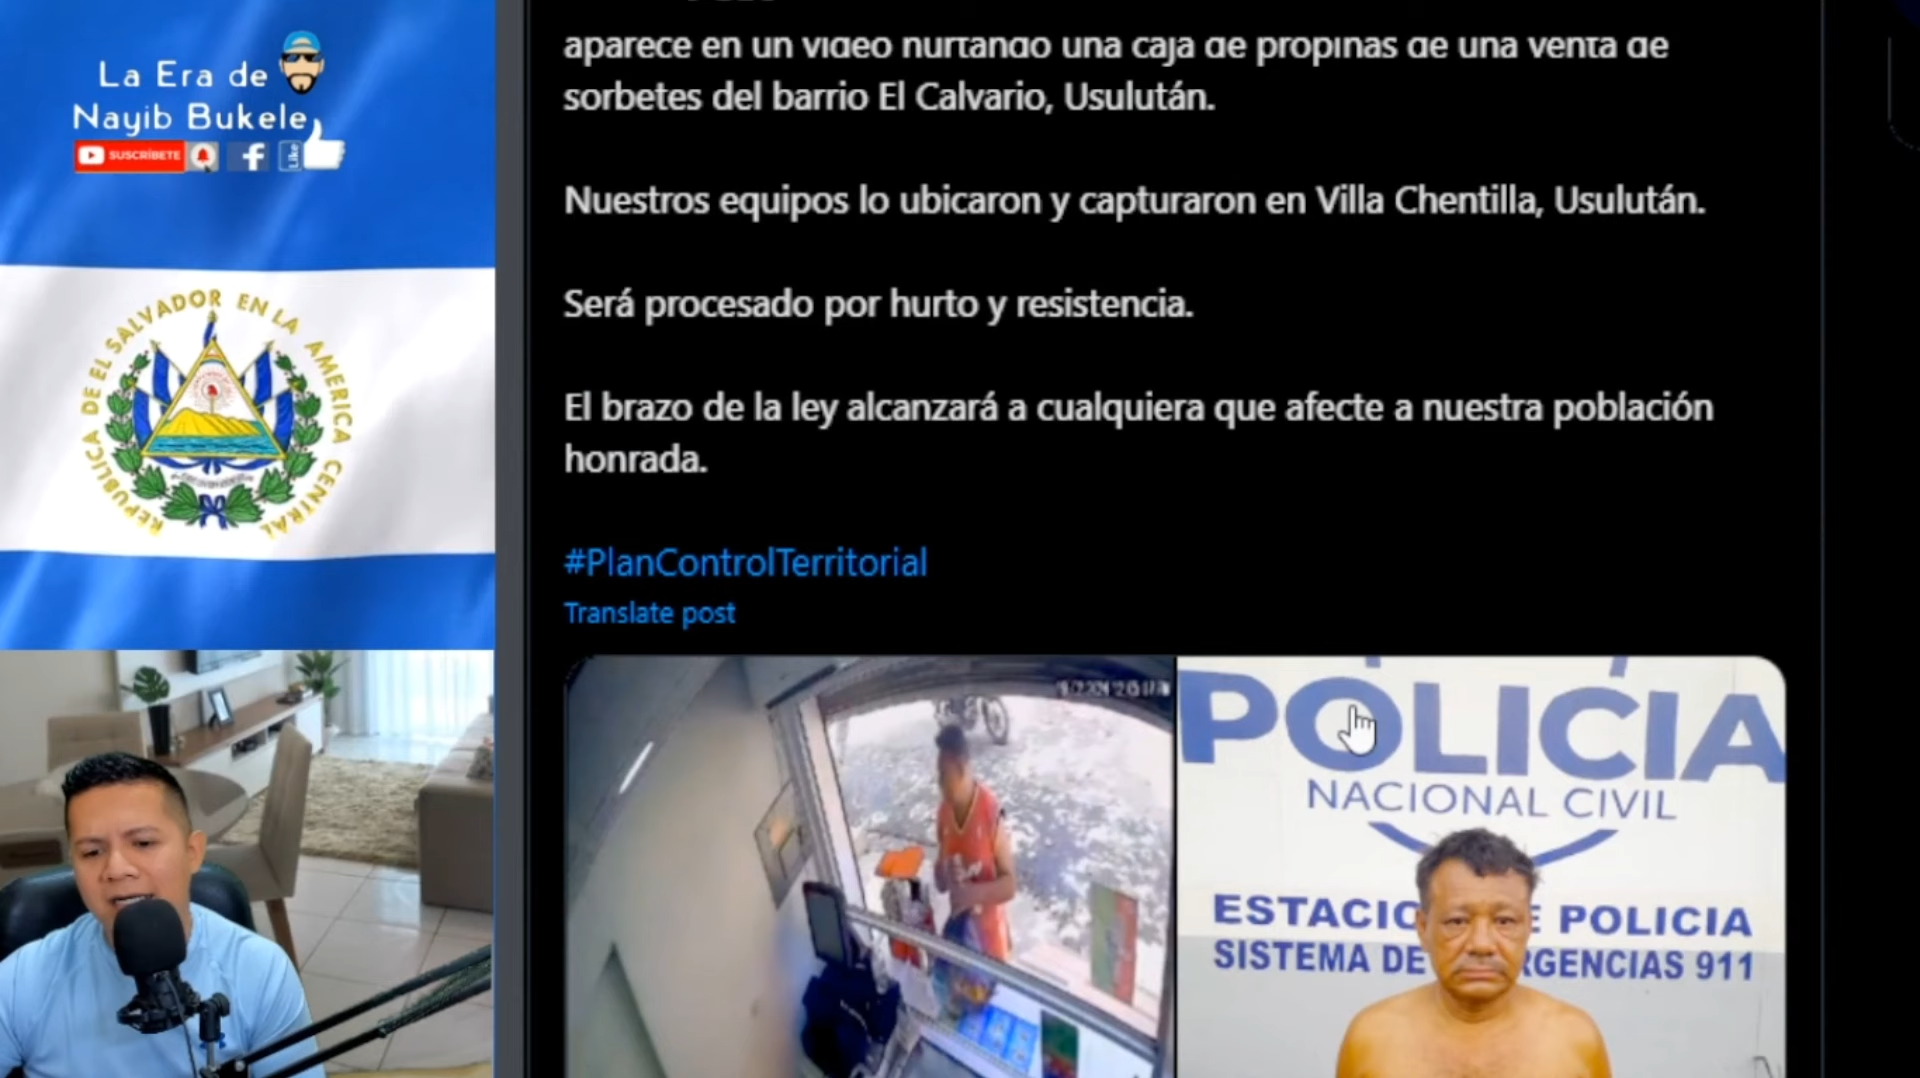 La Era de
Nayib Bukele
SUSCRÍBETE
Like
REPUBLICA DE EL SALVADOR EN LA AMERICA CENTRAL
aparece en un video hurtando una caja de propinas de una venta de
sorbetes del barrio El Calvario, Usulután.
Nuestros equipos lo ubicaron y capturaron en Villa Chentilla, Usulután.
Será procesado por hurto y resistencia.
El brazo de la ley alcanzará a cualquiera que afecte a nuestra población
honrada.
#PlanControlTerritorial
Translate post
POLICIA
NACIONAL CIVIL
ESTACIO E POLICIA
SISTEMA DE RGENCIAS 911